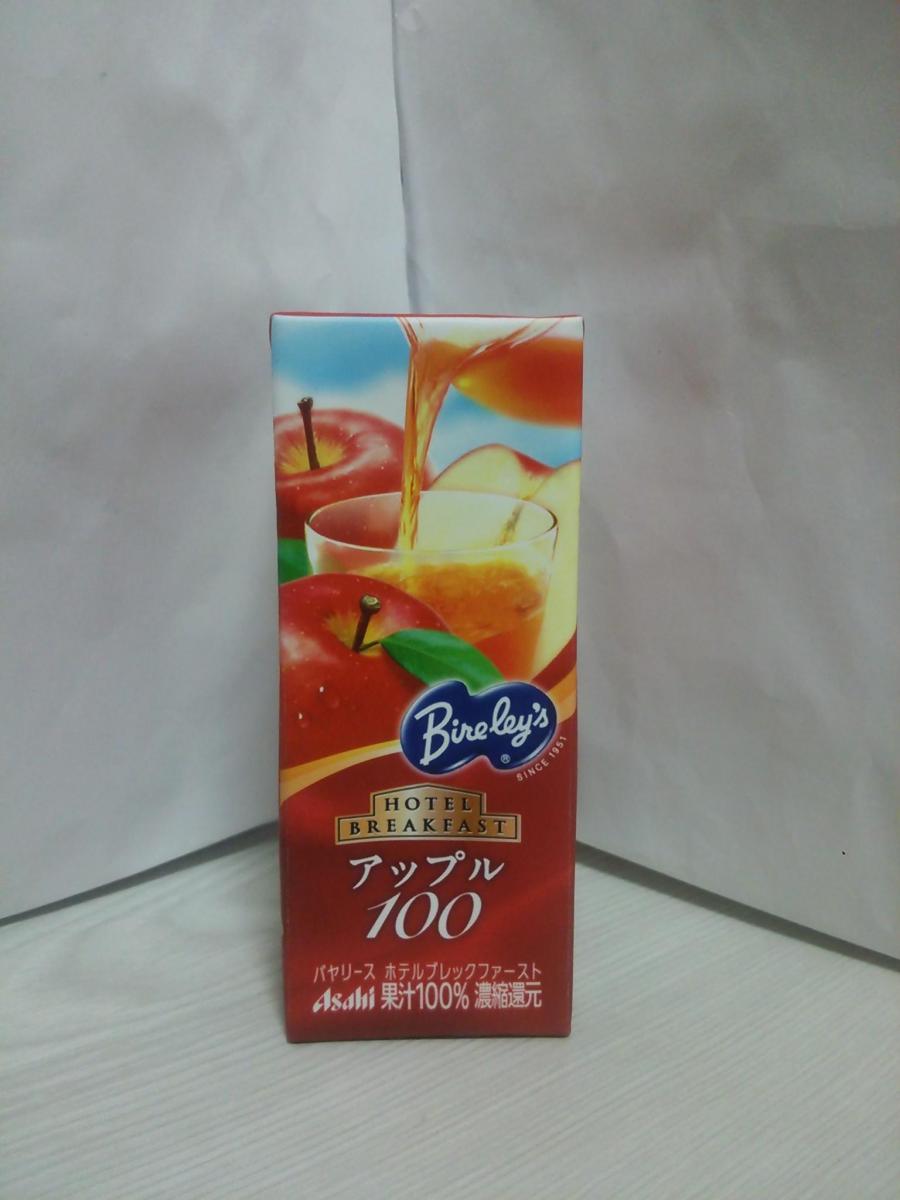 Bireley's
®
SINCE 1951
HOTEL
BREAKFAST
アップル
100
バヤリース ホテルブレックファースト
Asahi 果汁100% 濃縮還元